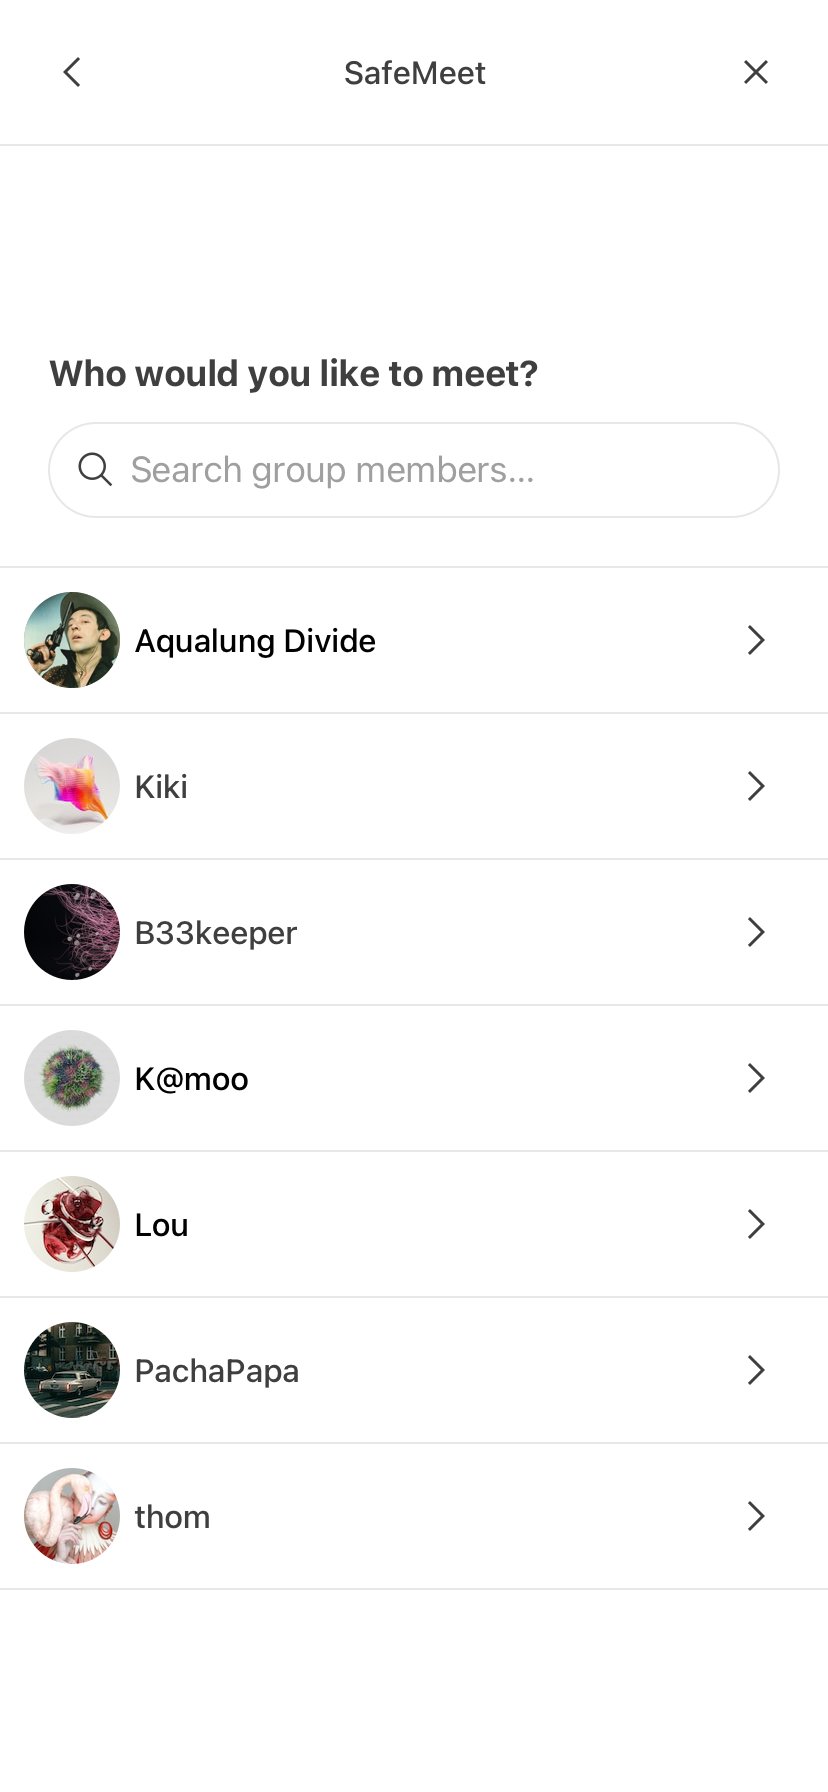 SafeMeet
Who would you like to meet?
Search group members...
Aqualung Divide
Kiki
B33keeper
K@moo
Lou
PachaPapa
thom